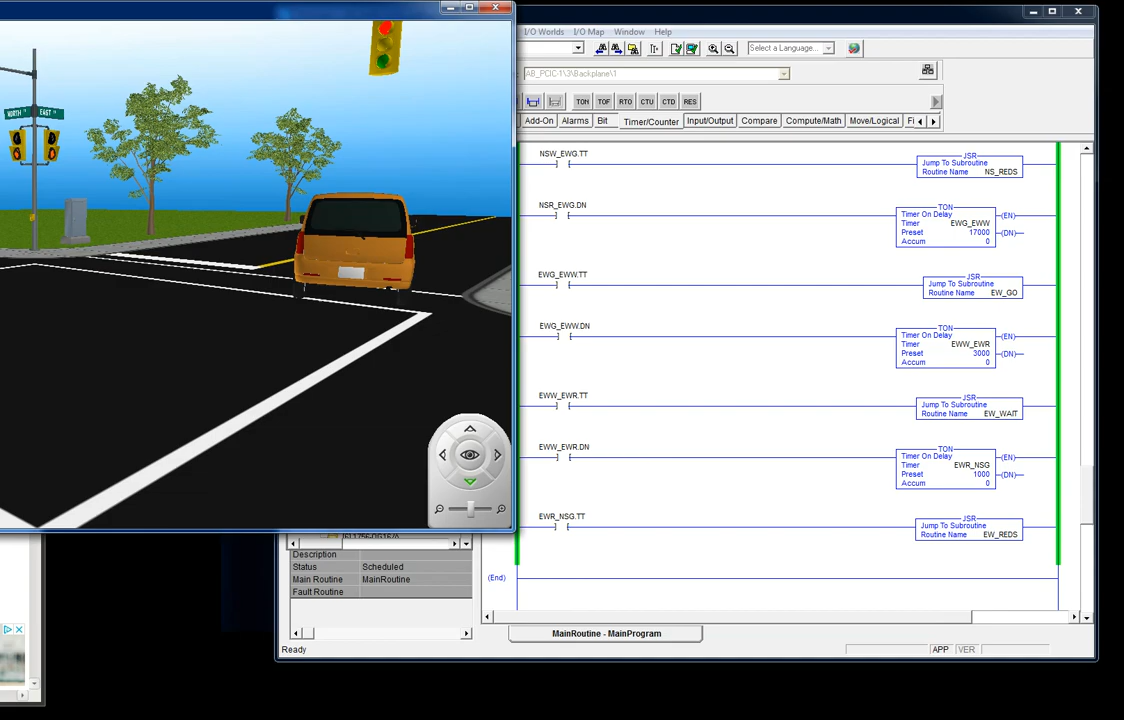 NORTH
EAST
I/O Worlds I/O Map Window Help
Select a Language...
AB_PCIC-1\3\Backplane\1
TON TOF RTO CTU CTD RES
Add-On Alarms Bit Timer/Counter Input/Output Compare Compute/Math Move/Logical
NSW_EWG.TT
JSR
Jump To Subroutine
Routine Name NS_REDS
NSR_EWG.DN
TON
Timer On Delay
Timer EWG_EWW
Preset 17000
Accum 0
(EN)
(DN)
EWG_EWW.TT
JSR
Jump To Subroutine
Routine Name EW_GO
EWG_EWW.DN
TON
Timer On Delay
Timer EWW_EWR
Preset 3000
Accum 0
(EN)
(DN)
EWW_EWR.TT
JSR
Jump To Subroutine
Routine Name EW_WAIT
EWW_EWR.DN
TON
Timer On Delay
Timer EWR_NSG
Preset 1000
Accum 0
(EN)
(DN)
EWR_NSG.TT
JSR
Jump To Subroutine
Routine Name EW_REDS
(End)
Description
Status Scheduled
Main Routine MainRoutine
Fault Routine
MainRoutine - MainProgram
Ready
APP VER